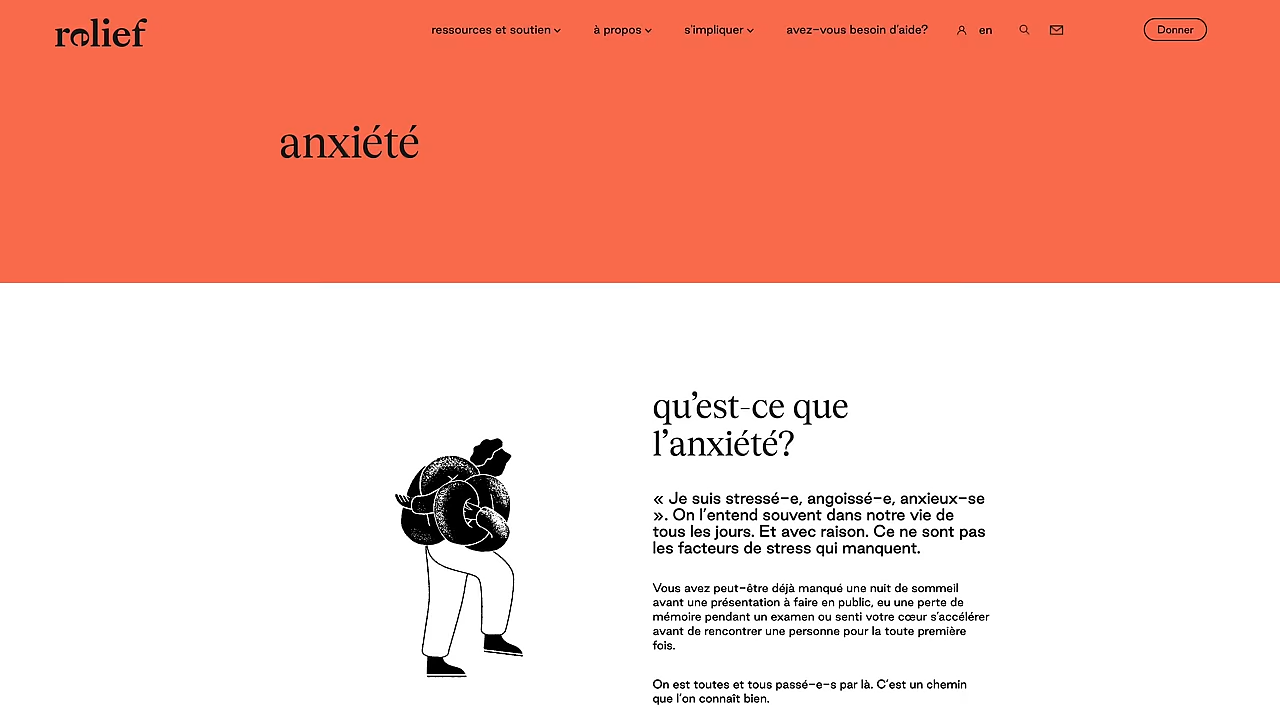 relief
ressources et soutien
à propos
s'impliquer
avez-vous besoin d'aide?
en
Donner
anxiété
qu'est-ce que
l'anxiété?
« Je suis stressé-e, angoissé-e, anxieux-se
». On l'entend souvent dans notre vie de
tous les jours. Et avec raison. Ce ne sont pas
les facteurs de stress qui manquent.
Vous avez peut-être déjà manqué une nuit de sommeil
avant une présentation à faire en public, eu une perte de
mémoire pendant un examen ou senti votre cœur s'accélérer
avant de rencontrer une personne pour la toute première
fois.
On est toutes et tous passé-e-s par là. C'est un chemin
que l'on connaît bien.